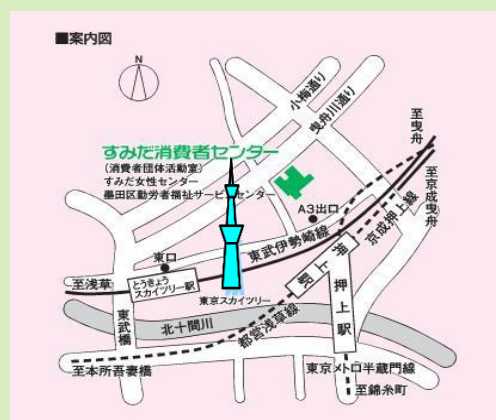 ■案内図
N
小梅通り
曳舟川通り
至曳舟
すみだ消費者センター
(消費者団体活動室)
すみだ女性センター
墨田区勤労者福祉サービスセンター
至京成曳舟
A3出口
京成押上線
東武伊勢崎線
押上駅
東口
至浅草
とうきょう
スカイツリー駅
東京スカイツリー
押上駅
東武橋
北十間川
都営浅草線
至本所吾妻橋
東京メトロ半蔵門線
至錦糸町